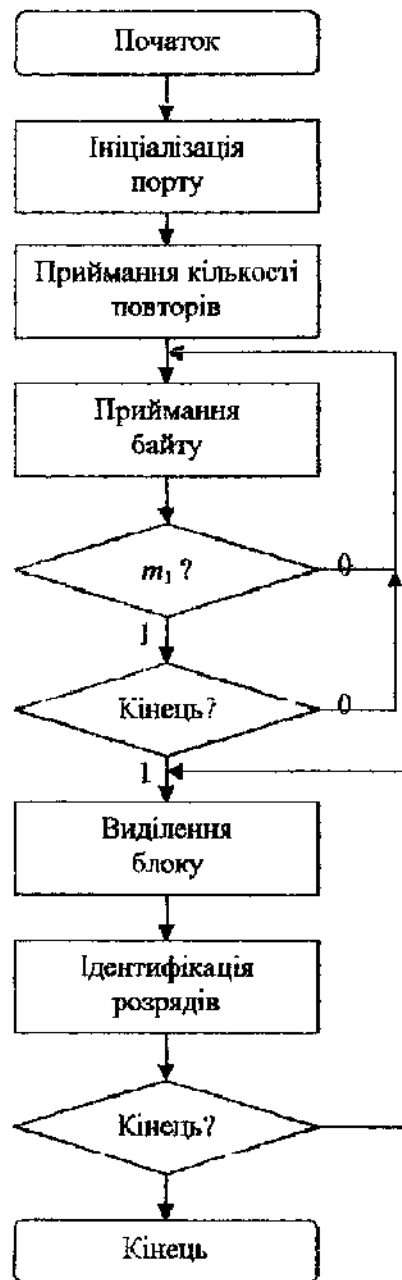 Початок
Ініціалізація
порту
Приймання кількості
повторів
Приймання
байту
m₁ ?
0
1
Кінець?
0
1
Виділення
блоку
Ідентифікація
розрядів
Кінець?
Кінець